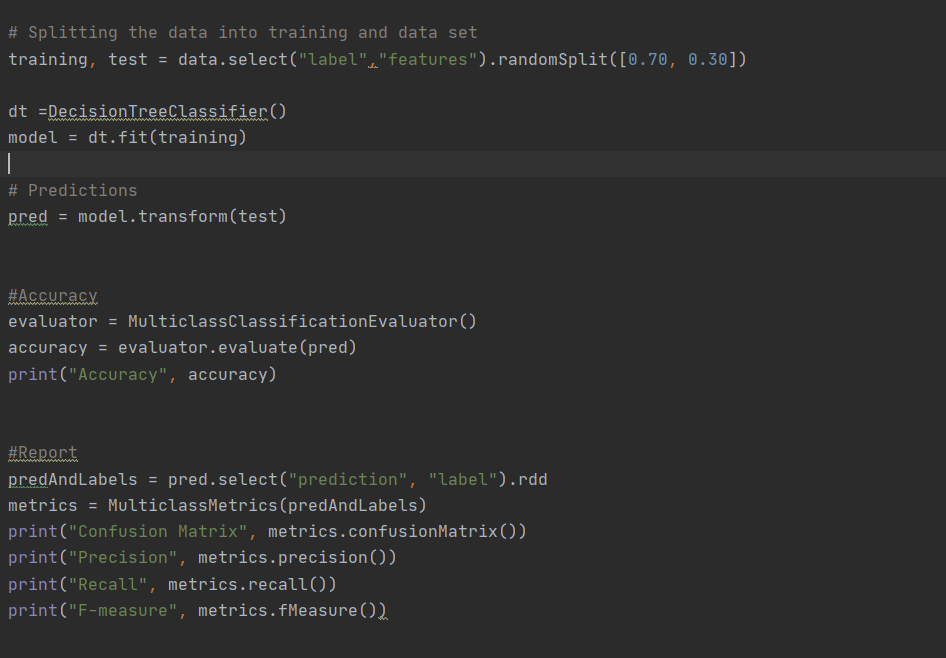 # Splitting the data into training and data set
training, test = data.select("label","features").randomSplit([0.70, 0.30])
dt =DecisionTreeClassifier()
model = dt.fit(training)
# Predictions
pred = model.transform(test)
#Accuracy
evaluator = MulticlassClassificationEvaluator()
accuracy = evaluator.evaluate(pred)
print("Accuracy", accuracy)
#Report
predAndLabels = pred.select("prediction", "label").rdd
metrics = MulticlassMetrics(predAndLabels)
print("Confusion Matrix", metrics.confusionMatrix())
print("Precision", metrics.precision())
print("Recall", metrics.recall())
print("F-measure", metrics.fMeasure())